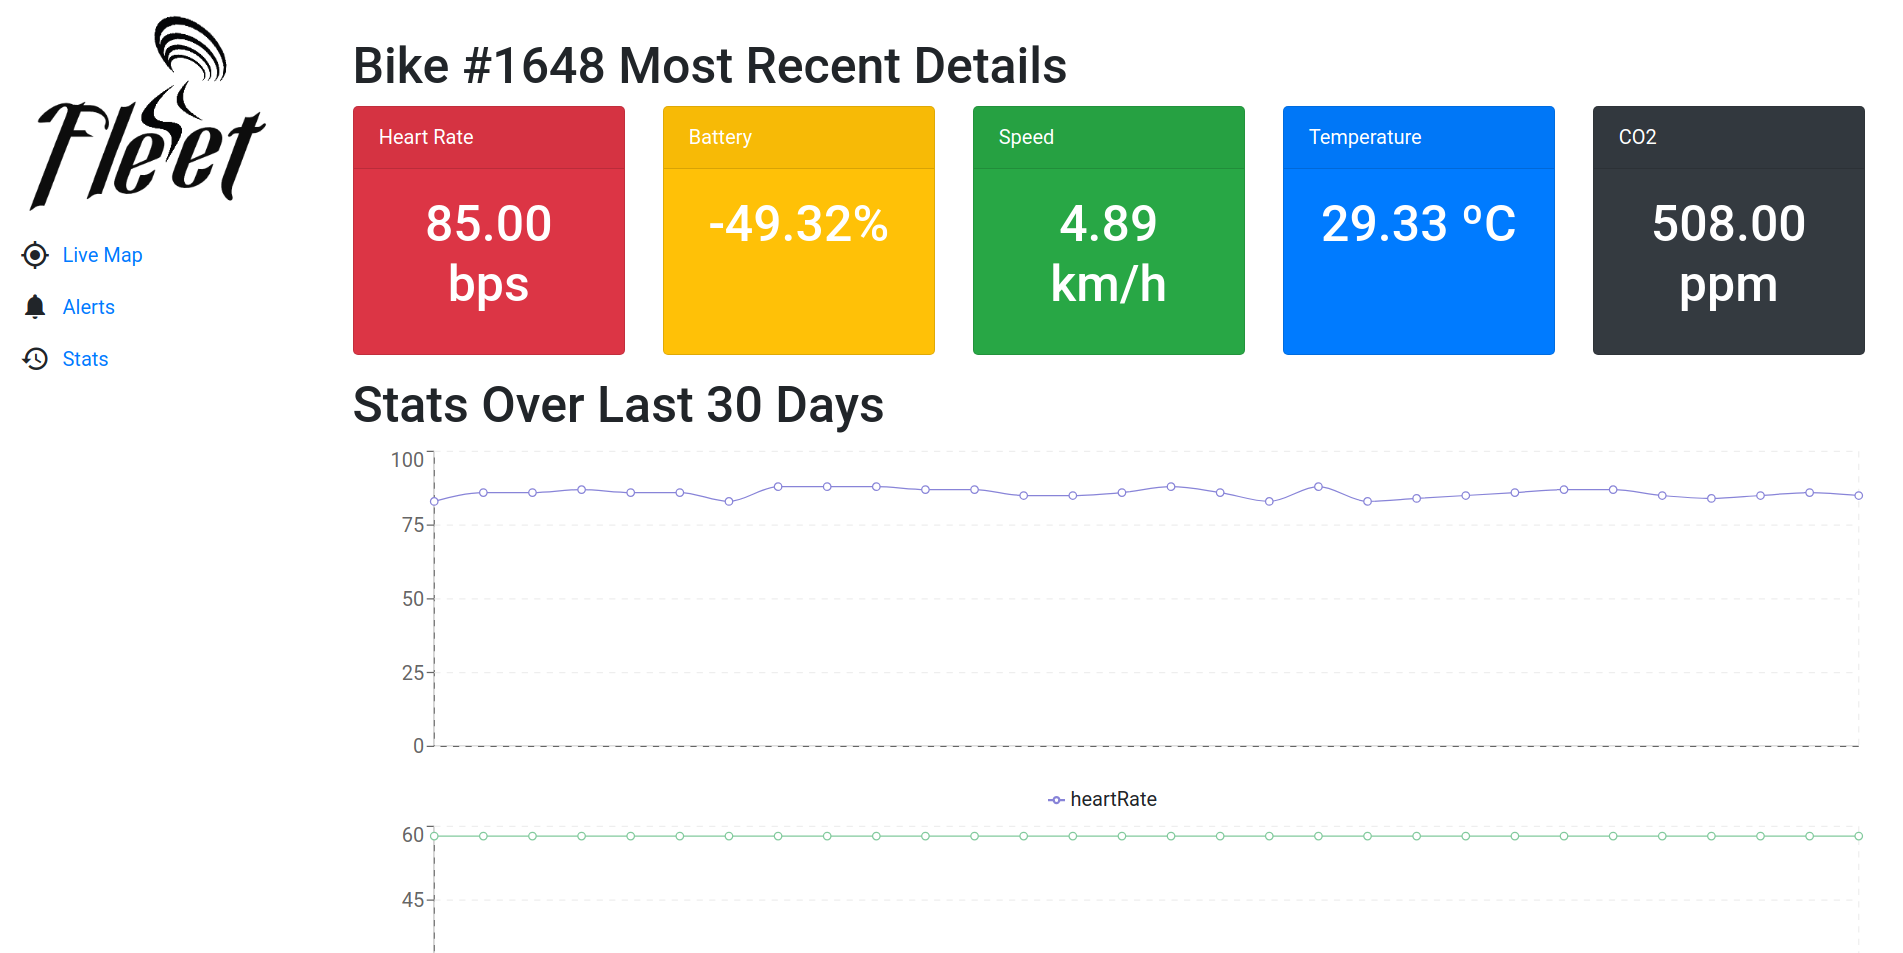 Fleet
Live Map
Alerts
Stats
Bike #1648 Most Recent Details
Heart Rate
85.00
bps
Battery
-49.32%
Speed
4.89
km/h
Temperature
29.33 ºC
CO2
508.00
ppm
Stats Over Last 30 Days
100
75
50
25
0
heartRate
60
45